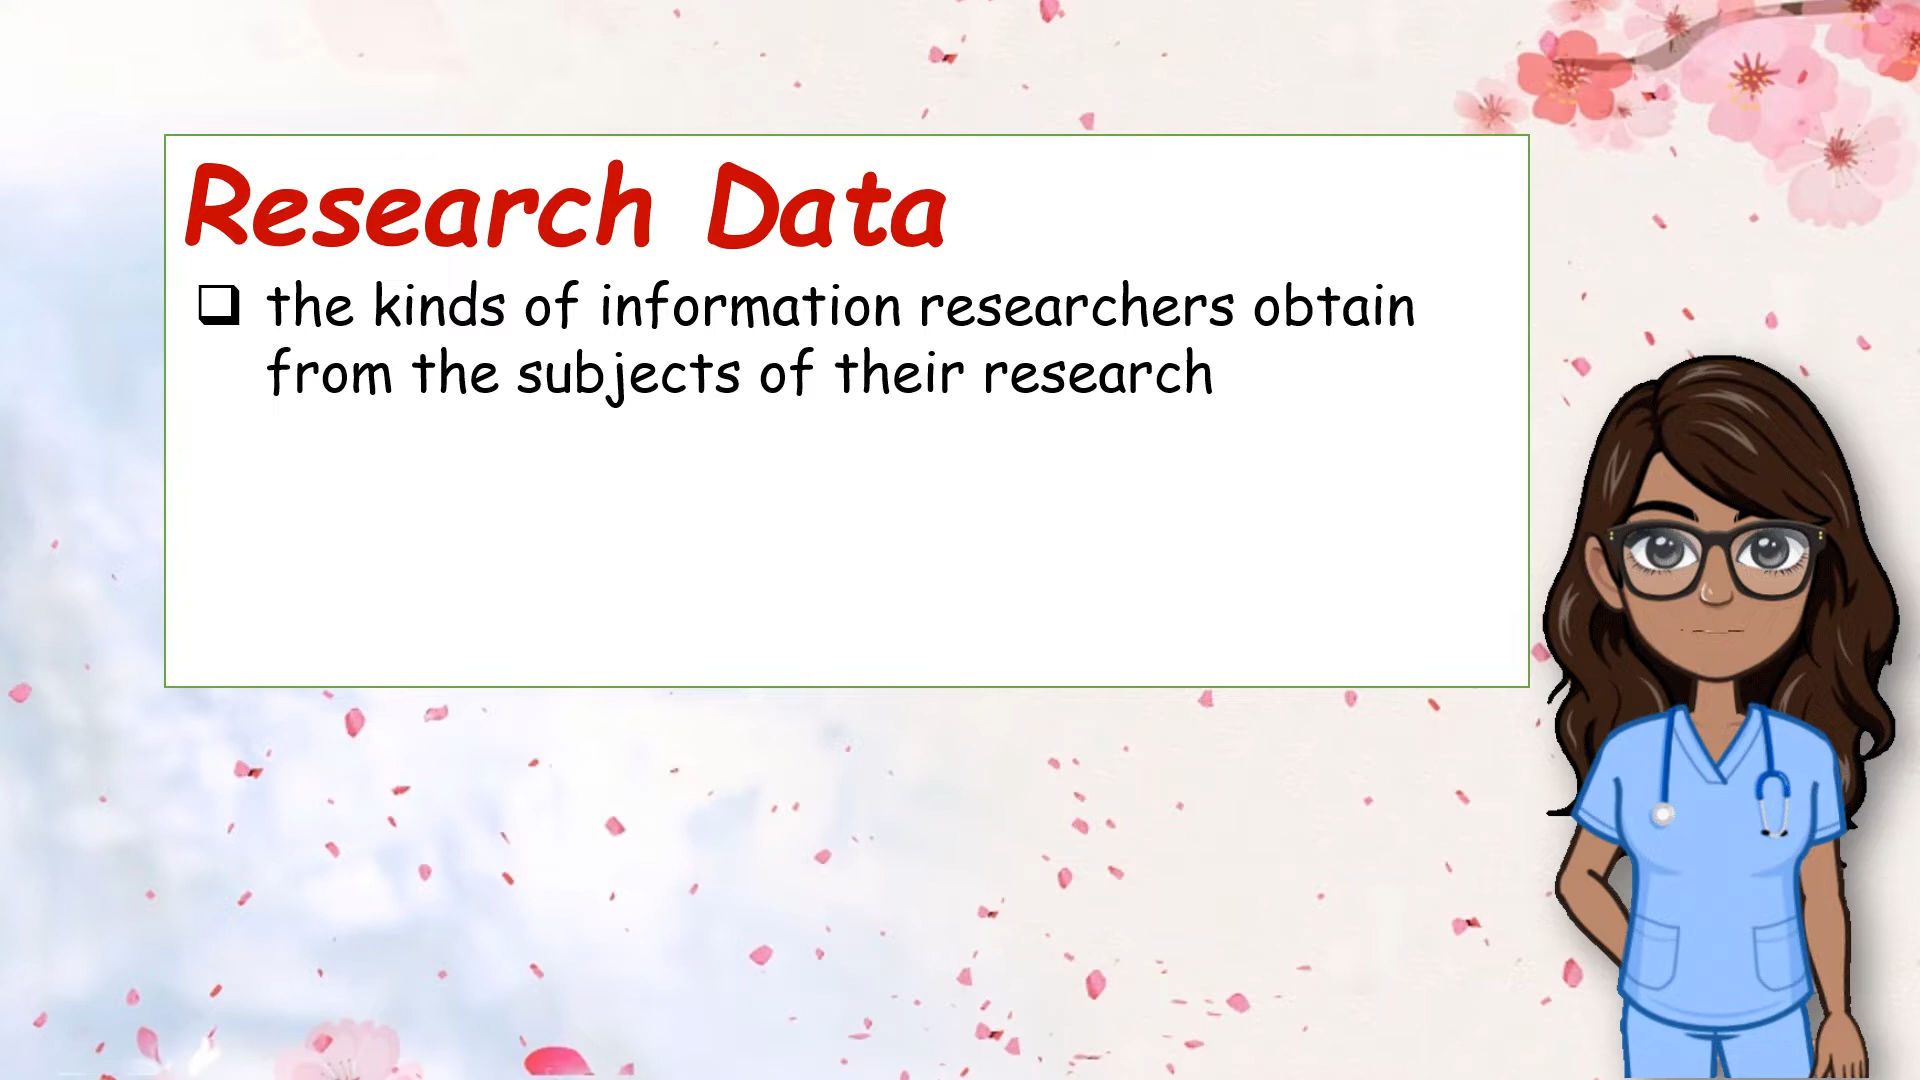 Research Data
❑ the kinds of information researchers obtain
from the subjects of their research